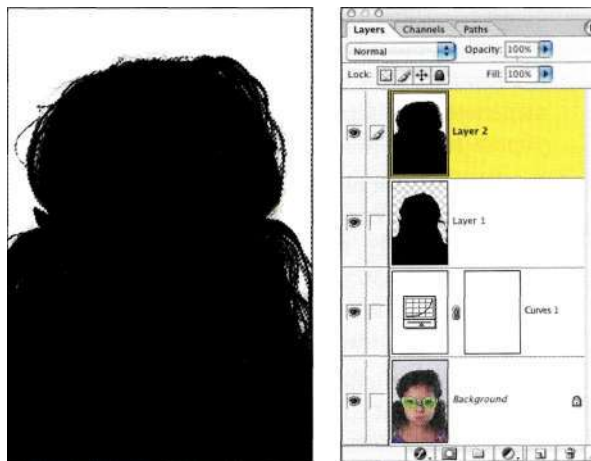 Layers Channels Paths
Normal Opacity: 100%
Lock: Fill: 100%
Layer 2
Layer 1
Curves 1
Background